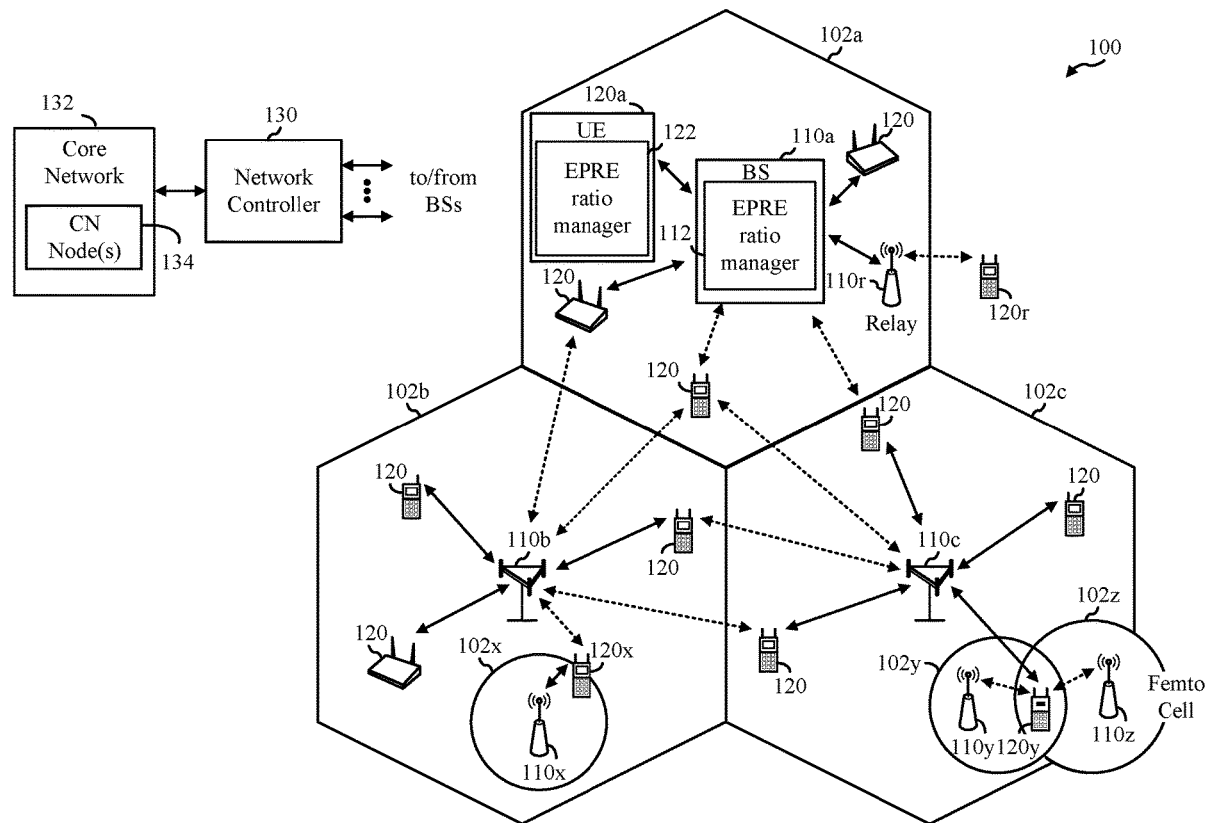 102a
100
132
130
120a
UE
122
EPRE
ratio
manager
110a
120
BS
EPRE
ratio
manager
112
Core
Network
CN
Node(s)
134
Network
Controller
to/from
BSs
120
110r
Relay
120r
102b
120
120
102c
120
120
110b
120
110c
120
102z
120
102x
120x
120
102y
Femto
Cell
110x
110y
120y
110z